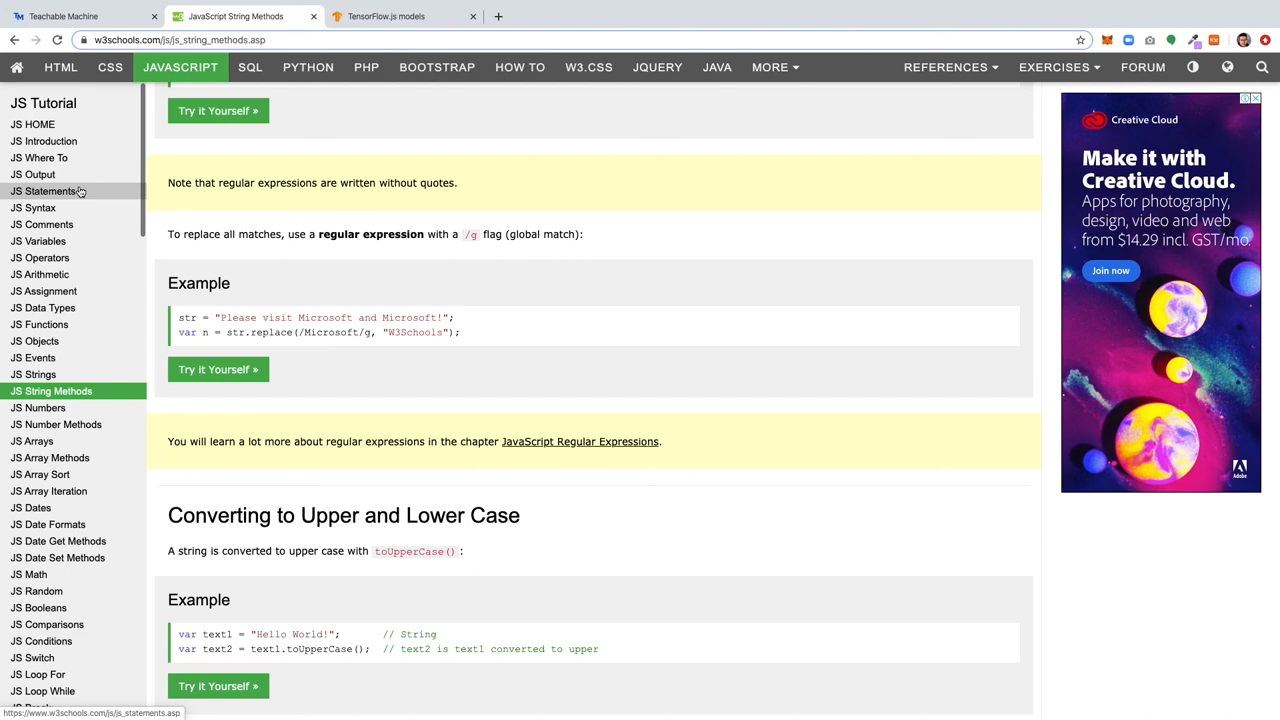 Teachable Machine
JavaScript String Methods
TensorFlow.js models
w3schools.com/js/js_string_methods.asp
HTML CSS JAVASCRIPT SQL PYTHON PHP BOOTSTRAP HOW TO W3.CSS JQUERY JAVA MORE REFERENCES EXERCISES FORUM
JS Tutorial
JS HOME
JS Introduction
JS Where To
JS Output
JS Statements
JS Syntax
JS Comments
JS Variables
JS Operators
JS Arithmetic
JS Assignment
JS Data Types
JS Functions
JS Objects
JS Events
JS Strings
JS String Methods
JS Numbers
JS Number Methods
JS Arrays
JS Array Methods
JS Array Sort
JS Array Iteration
JS Dates
JS Date Formats
JS Date Get Methods
JS Date Set Methods
JS Math
JS Random
JS Booleans
JS Comparisons
JS Conditions
JS Switch
JS Loop For
JS Loop While
https://www.w3schools.com/js/js_statements.asp
Try it Yourself »
Note that regular expressions are written without quotes.
To replace all matches, use a regular expression with a /g flag (global match):
Example
str = "Please visit Microsoft and Microsoft!";
var n = str.replace(/Microsoft/g, "W3Schools");
Try it Yourself »
You will learn a lot more about regular expressions in the chapter JavaScript Regular Expressions.
Converting to Upper and Lower Case
A string is converted to upper case with toUpperCase():
Example
var text1 = "Hello World!"; // String
var text2 = text1.toUpperCase(); // text2 is text1 converted to upper
Try it Yourself »
Creative Cloud
Make it with
Creative Cloud.
Apps for photography,
design, video and web
from $14.29 incl. GST/mo.
Join now
Adobe